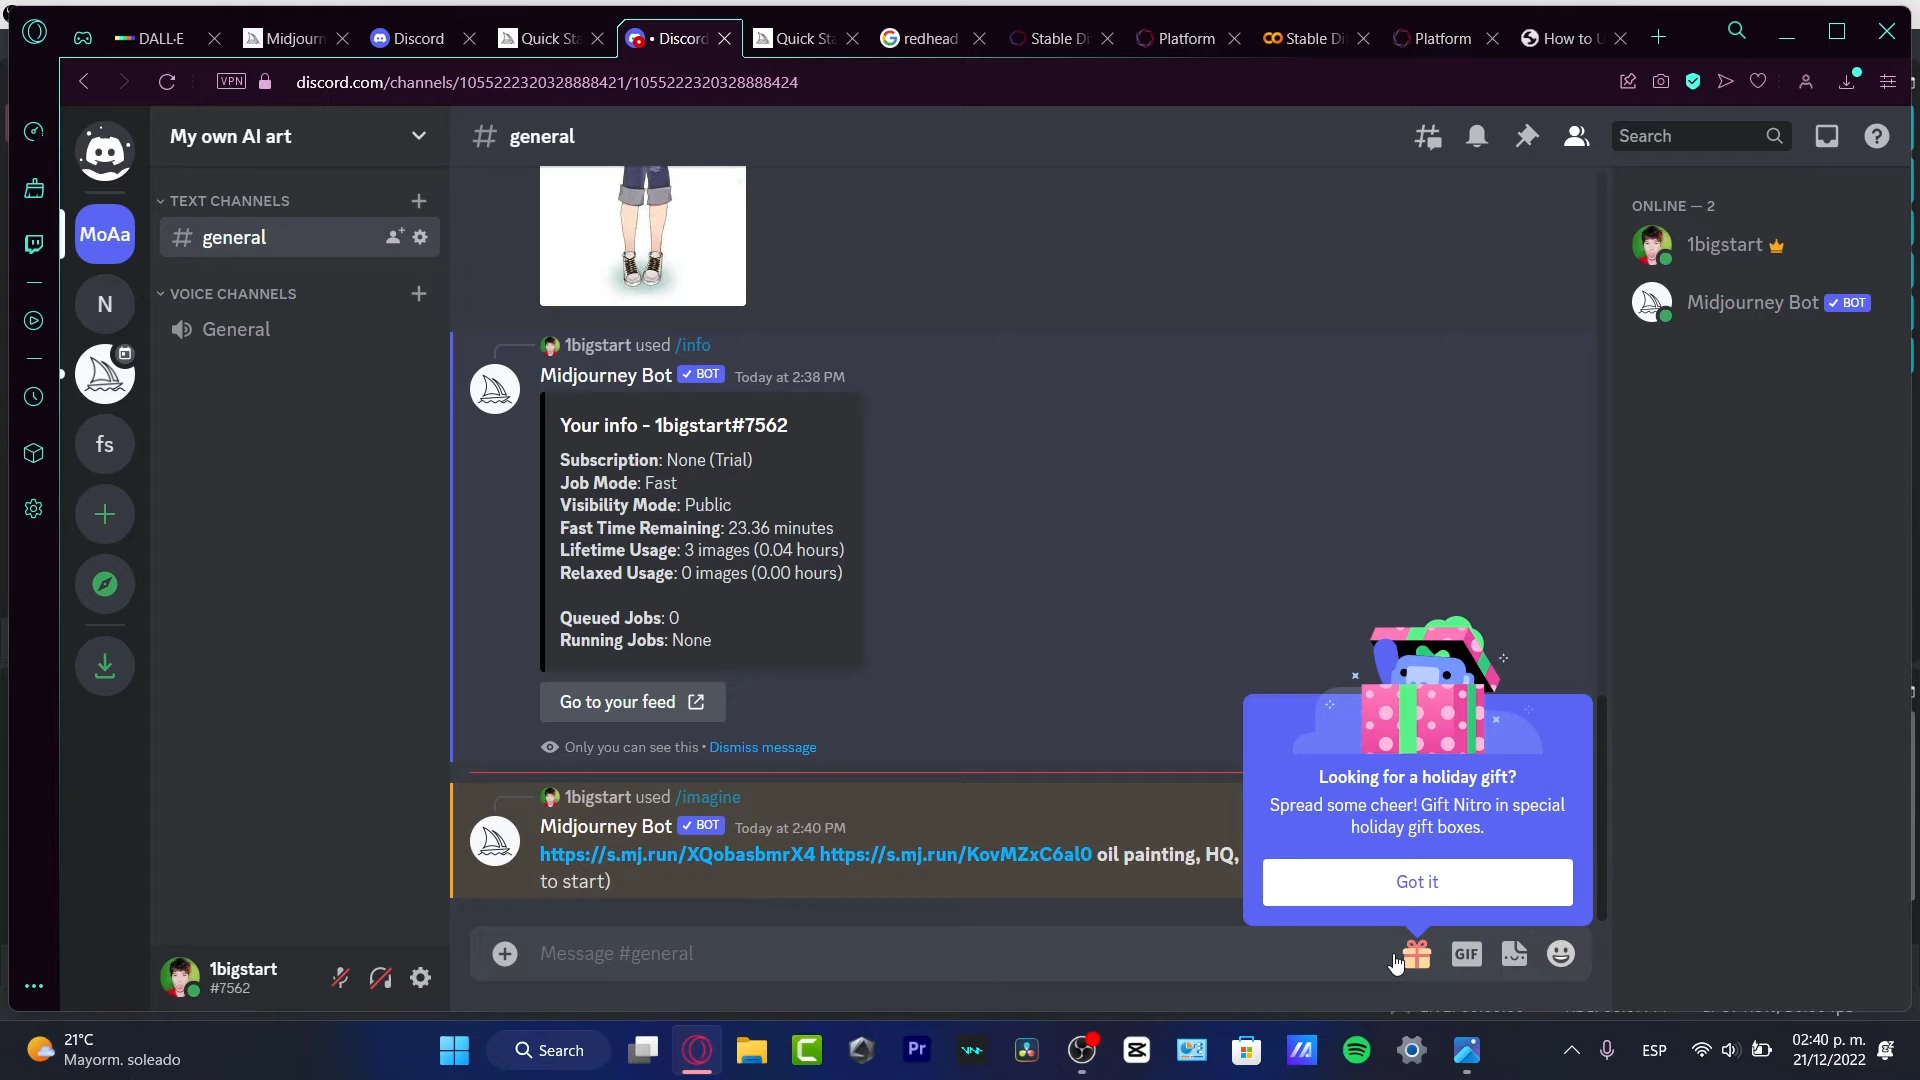 DALL·E
Midjourn
Discord
Quick Sta
• Discord
Quick Sta
redhead
Stable Di
Platform
Stable Di
Platform
How to U
VPN
discord.com/channels/1055222320328888421/1055222320328888424
My own AI art
general
Search
TEXT CHANNELS
general
VOICE CHANNELS
General
MoAa
N
fs
ONLINE — 2
1bigstart
Midjourney Bot BOT
1bigstart used /info
Midjourney Bot BOT Today at 2:38 PM
Your info - 1bigstart#7562
Subscription: None (Trial)
Job Mode: Fast
Visibility Mode: Public
Fast Time Remaining: 23.36 minutes
Lifetime Usage: 3 images (0.04 hours)
Relaxed Usage: 0 images (0.00 hours)
Queued Jobs: 0
Running Jobs: None
Go to your feed
Only you can see this • Dismiss message
1bigstart used /imagine
Midjourney Bot BOT Today at 2:40 PM
https://s.mj.run/XQobasbmrX4 https://s.mj.run/KovMZxC6al0 oil painting, HQ,
to start)
Looking for a holiday gift?
Spread some cheer! Gift Nitro in special
holiday gift boxes.
Got it
Message #general
GIF
1bigstart
#7562
21°C
Mayorm. soleado
Search
Pr
ESP
02:40 p. m.
21/12/2022